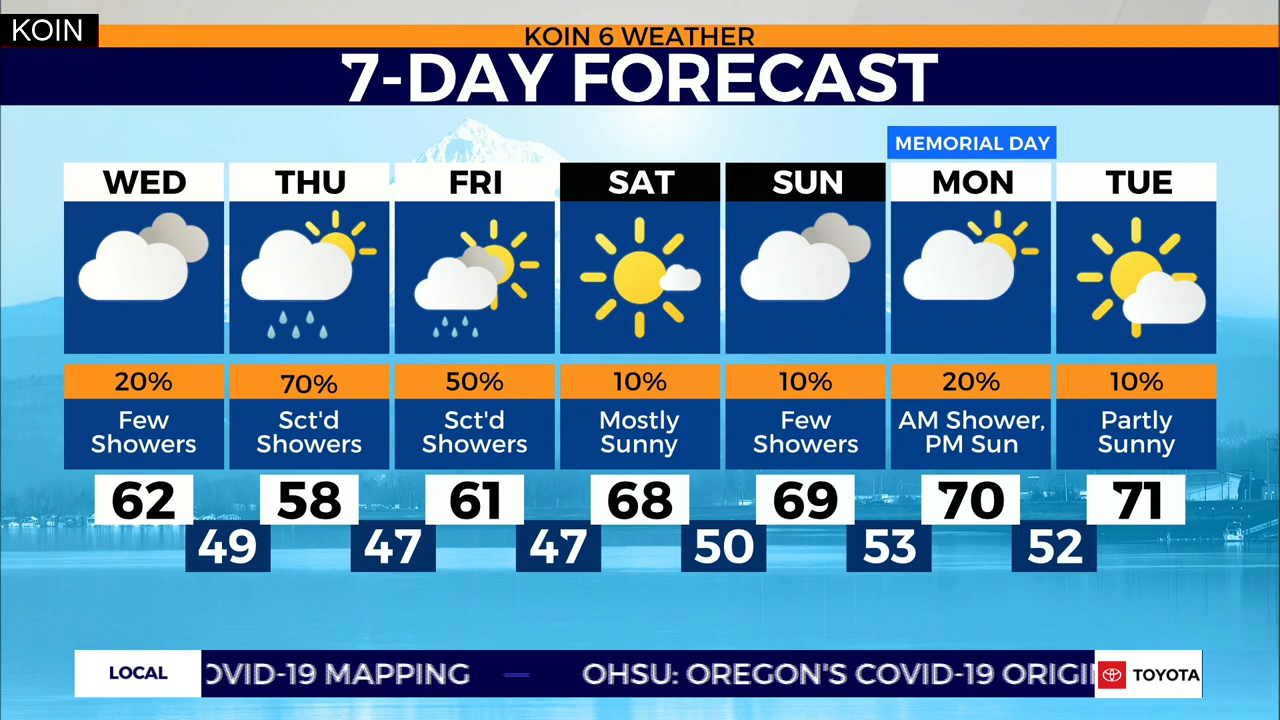 KOIN
KOIN 6 WEATHER
7-DAY FORECAST
MEMORIAL DAY
WED THU FRI SAT SUN MON TUE
20% 70% 50% 10% 10% 20% 10%
Few Sct'd Sct'd Mostly Few AM Shower, Partly
Showers Showers Showers Sunny Showers PM Sun Sunny
62 58 61 68 69 70 71
49 47 47 50 53 52
LOCAL OVID-19 MAPPING — OHSU: OREGON'S COVID-19 ORIGI TOYOTA